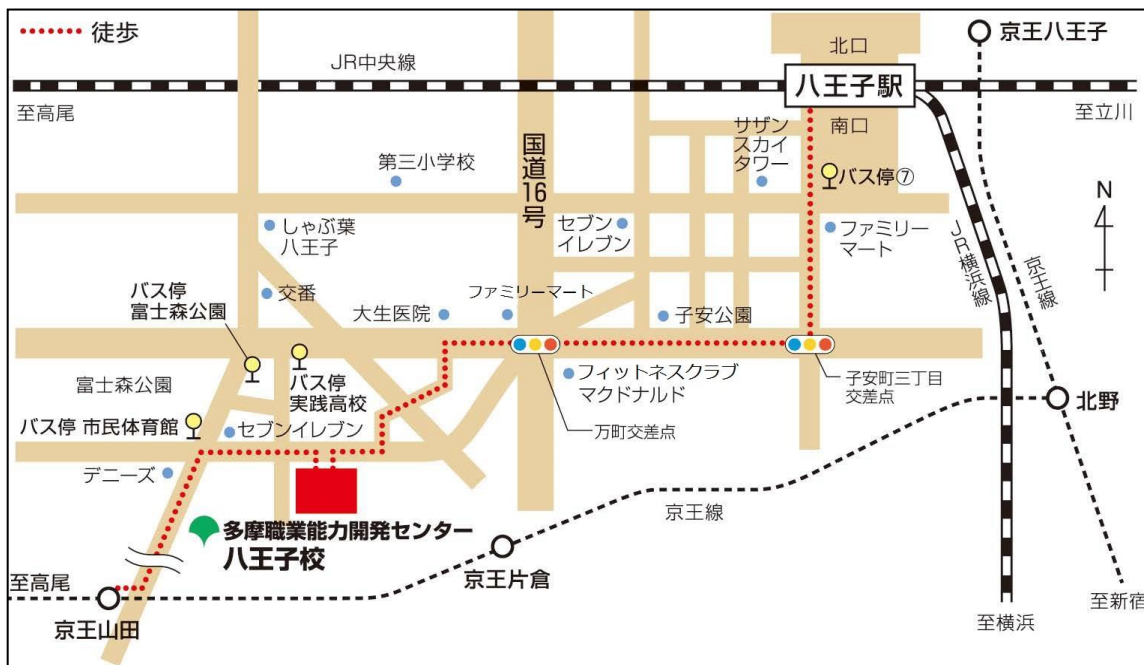 徒歩
京王八王子
北口
JR中央線
八王子駅
至高尾
至立川
南口
サザン
スカイ
タワー
国道16号
第三小学校
バス停⑦
N
しゃぶ葉
八王子
セブン
イレブン
ファミリー
マート
JR横浜線
京王線
バス停
富士森公園
交番
大生医院
ファミリーマート
子安公園
富士森公園
バス停
実践高校
フィットネスクラブ
マクドナルド
子安町三丁目
交差点
北野
バス停 市民体育館
セブンイレブン
万町交差点
デニーズ
京王線
多摩職業能力開発センター
八王子校
至高尾
京王片倉
京王山田
至横浜
至新宿